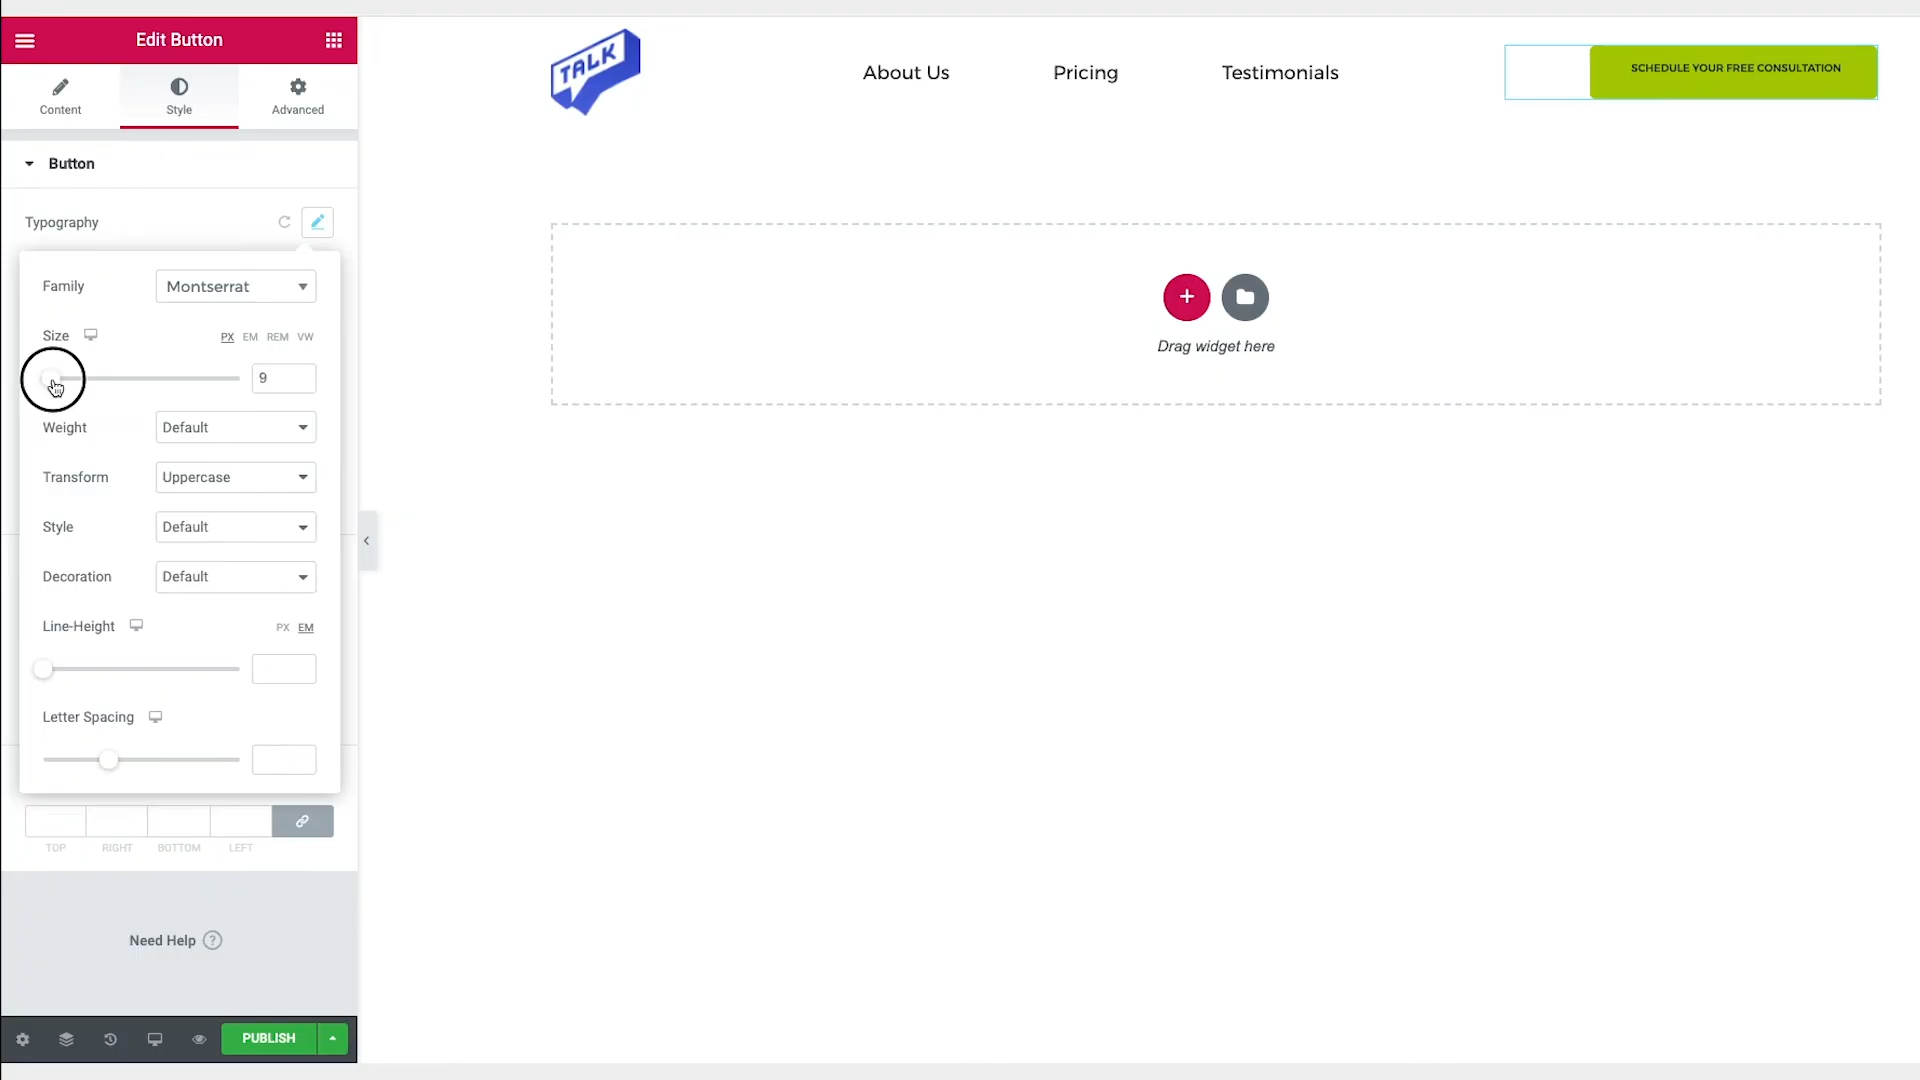 Edit Button
Content
Style
Advanced
Button
Typography
Family
Montserrat
Size
PX EM REM VW
9
Weight
Default
Transform
Uppercase
Style
Default
Decoration
Default
Line-Height
PX EM
Letter Spacing
TOP RIGHT BOTTOM LEFT
Need Help ?
PUBLISH
TALK
About Us
Pricing
Testimonials
SCHEDULE YOUR FREE CONSULTATION
Drag widget here